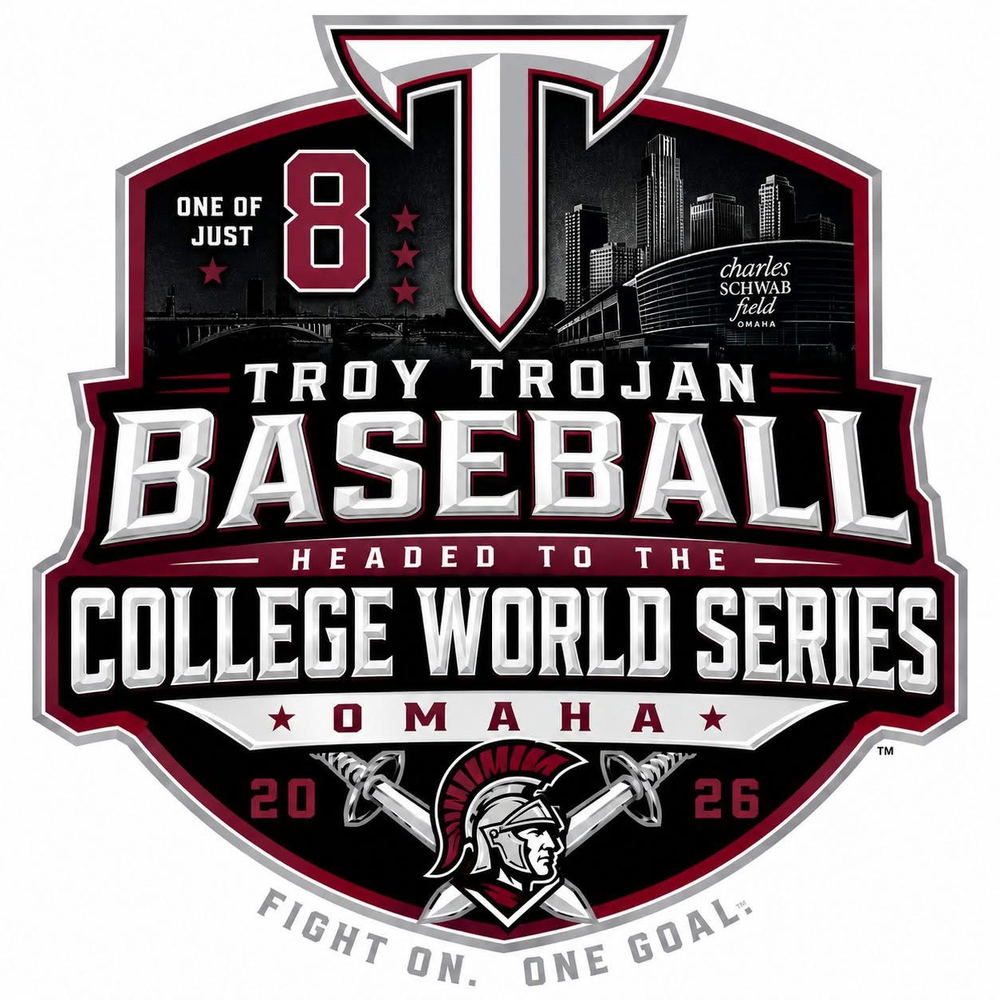 T
ONE OF
JUST
8
charles
SCHWAB
field
OMAHA
TROY TROJAN
BASEBALL
HEADED TO THE
COLLEGE WORLD SERIES
OMAHA
TM
20 26
FIGHT ON. ONE GOAL.™